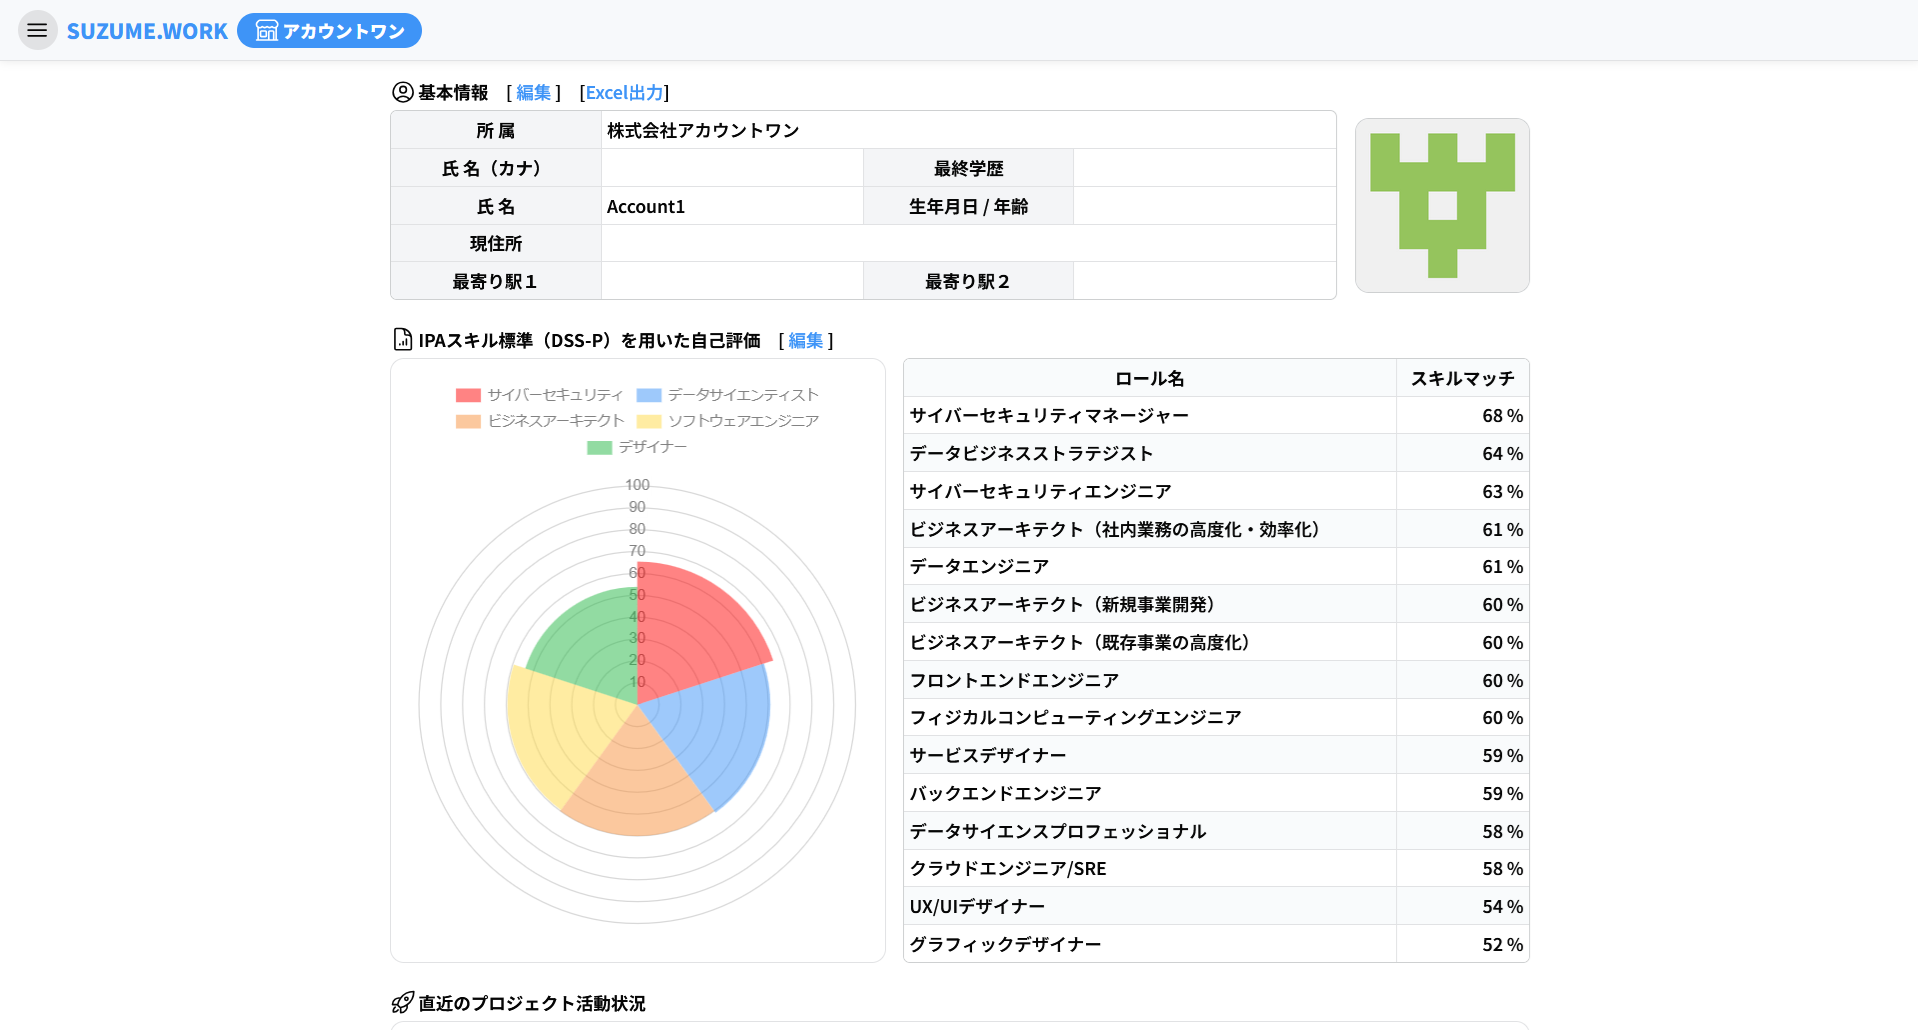 SUZUME.WORK アカウントワン
基本情報 [ 編集 ] [Excel出力]
所 属 株式会社アカウントワン
氏 名（カナ） 最終学歴
氏 名 Account1 生年月日 / 年齢
現住所
最寄り駅１ 最寄り駅２
IPAスキル標準（DSS-P）を用いた自己評価 [ 編集 ]
サイバーセキュリティ データサイエンティスト
ビジネスアーキテクト ソフトウェアエンジニア
デザイナー
100
90
80
70
60
50
40
30
20
10
ロール名 スキルマッチ
サイバーセキュリティマネージャー 68 %
データビジネスストラテジスト 64 %
サイバーセキュリティエンジニア 63 %
ビジネスアーキテクト（社内業務の高度化・効率化） 61 %
データエンジニア 61 %
ビジネスアーキテクト（新規事業開発） 60 %
ビジネスアーキテクト（既存事業の高度化） 60 %
フロントエンドエンジニア 60 %
フィジカルコンピューティングエンジニア 60 %
サービスデザイナー 59 %
バックエンドエンジニア 59 %
データサイエンスプロフェッショナル 58 %
クラウドエンジニア/SRE 58 %
UX/UIデザイナー 54 %
グラフィックデザイナー 52 %
直近のプロジェクト活動状況